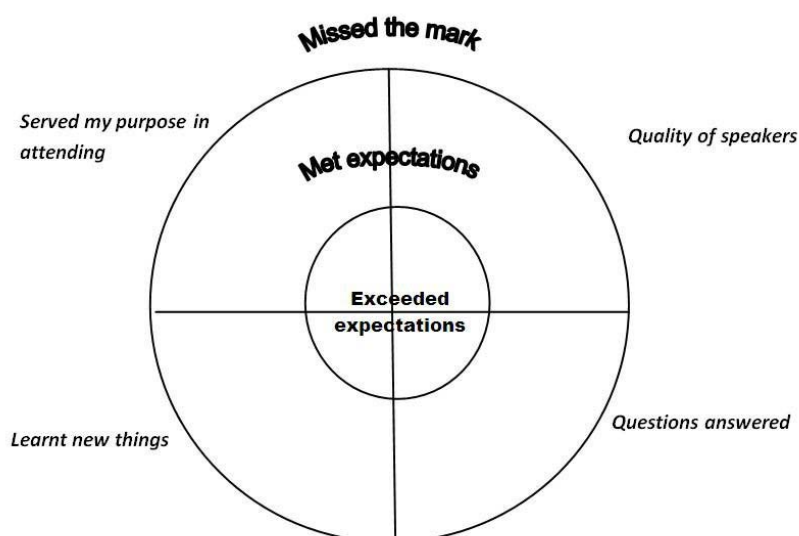 Missed the mark
Served my purpose in
attending
Quality of speakers
Met expectations
Exceeded
expectations
Learnt new things
Questions answered